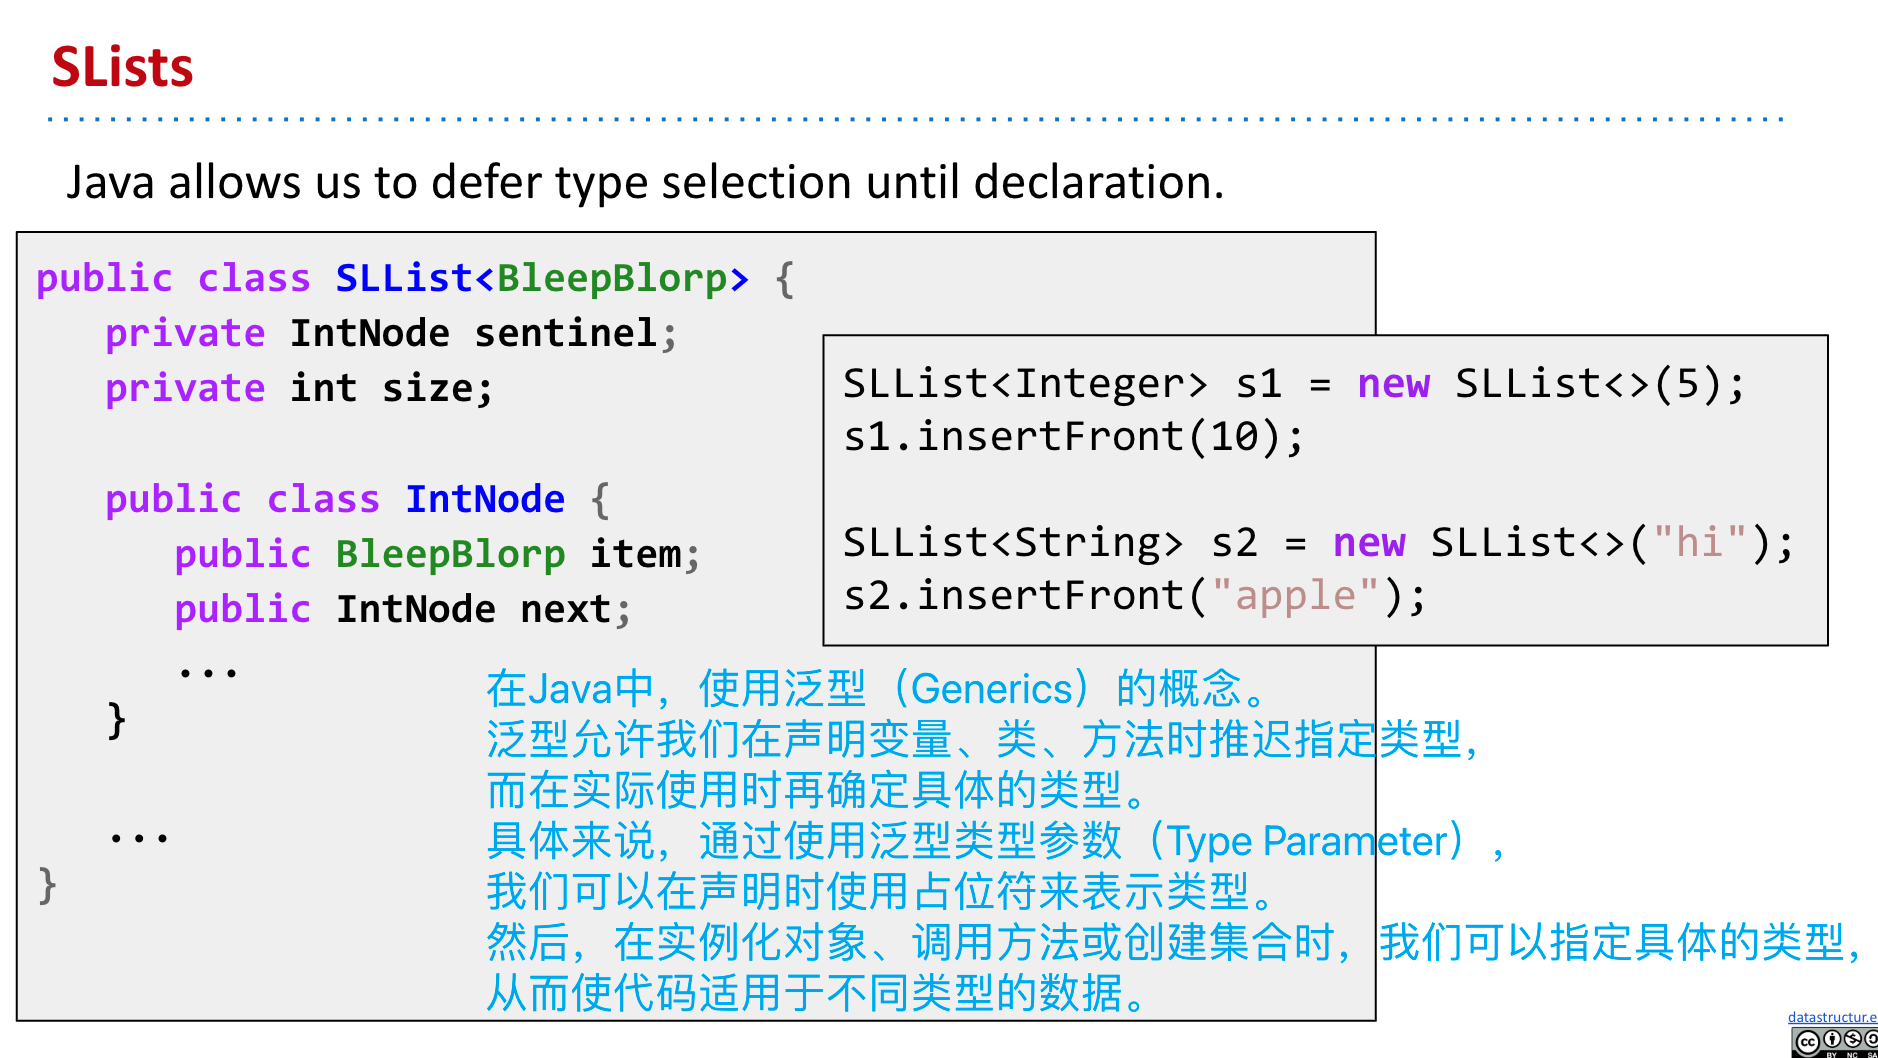 SLists
Java allows us to defer type selection until declaration.
public class SLList<BleepBlorp> {
private IntNode sentinel;
private int size;
public class IntNode {
public BleepBlorp item;
public IntNode next;
...
}
...
}
SLList<Integer> s1 = new SLList<>(5);
s1.insertFront(10);
SLList<String> s2 = new SLList<>("hi");
s2.insertFront("apple");
在Java中，使用泛型（Generics）的概念。
泛型允许我们在声明变量、类、方法时推迟指定类型，
而在实际使用时再确定具体的类型。
具体来说，通过使用泛型类型参数（Type Parameter），
我们可以在声明时使用占位符来表示类型。
然后，在实例化对象、调用方法或创建集合时，我们可以指定具体的类型，
从而使代码适用于不同类型的数据。
datastructur.e
cc
BY NC SA